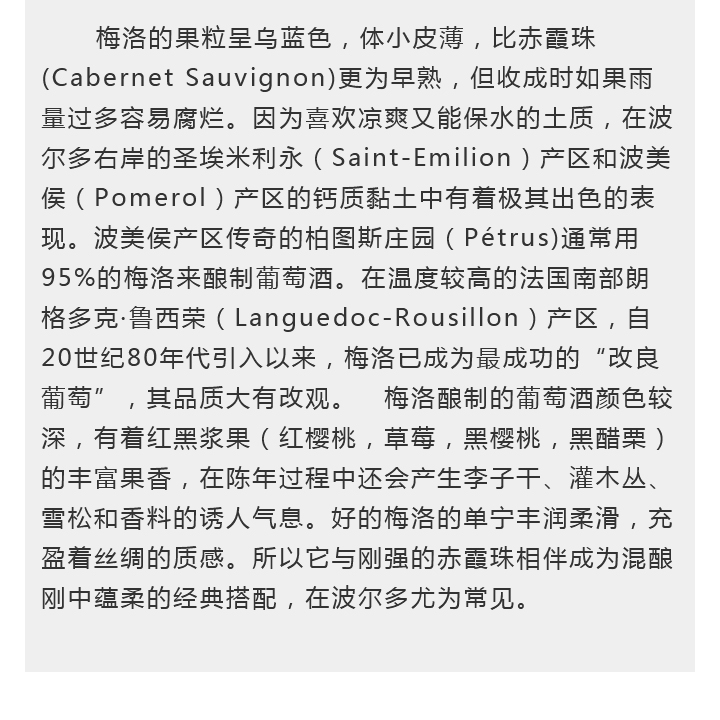 梅洛的果粒呈乌蓝色，体小皮薄，比赤霞珠
(Cabernet Sauvignon)更为早熟，但收成时如果雨
量过多容易腐烂。因为喜欢凉爽又能保水的土质，在波
尔多右岸的圣埃米利永（Saint-Emilion）产区和波美
侯（Pomerol）产区的钙质黏土中有着极其出色的表
现。波美侯产区传奇的柏图斯庄园（Pétrus)通常用
95%的梅洛来酿制葡萄酒。在温度较高的法国南部朗
格多克·鲁西荣（Languedoc-Rousillon）产区，自
20世纪80年代引入以来，梅洛已成为最成功的“改良
葡萄”，其品质大有改观。　梅洛酿制的葡萄酒颜色较
深，有着红黑浆果（红樱桃，草莓，黑樱桃，黑醋栗）
的丰富果香，在陈年过程中还会产生李子干、灌木丛、
雪松和香料的诱人气息。好的梅洛的单宁丰润柔滑，充
盈着丝绸的质感。所以它与刚强的赤霞珠相伴成为混酿
刚中蕴柔的经典搭配，在波尔多尤为常见。